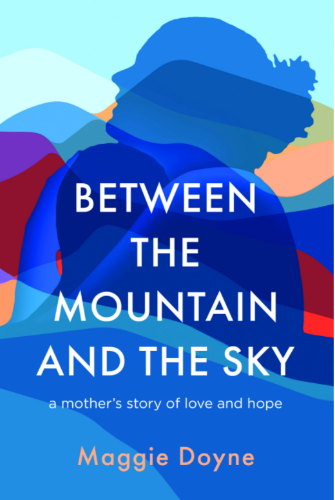 BETWEEN
THE
MOUNTAIN
AND THE SKY
a mother's story of love and hope
Maggie Doyne